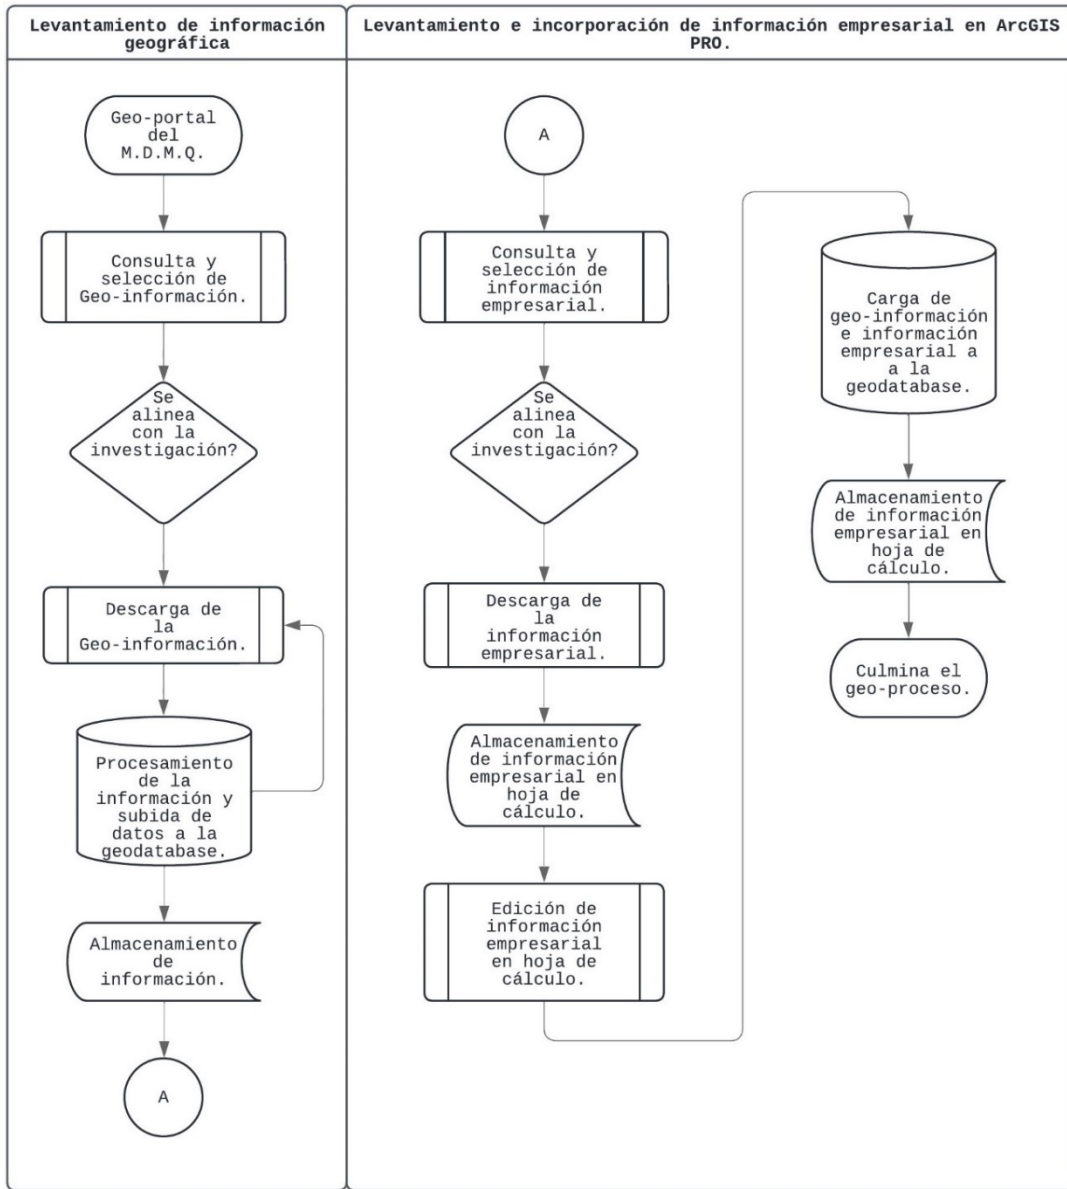 Levantamiento de información
geográfica
Levantamiento e incorporación de información empresarial en ArcGIS
PRO.
Geo-portal
del
M.D.M.Q.
Consulta y
selección de
Geo-información.
Se
alinea
con la
investigación?
Descarga de
la
Geo-información.
Procesamiento
de la
información y
subida de
datos a la
geodatabase.
Almacenamiento
de
información.
A
A
Consulta y
selección de
información
empresarial.
Se
alinea
con la
investigación?
Descarga de
la
información
empresarial.
Almacenamiento
de información
empresarial en
hoja de
cálculo.
Edición de
información
empresarial
en hoja de
cálculo.
Carga de
geo-información
e información
empresarial a
a la
geodatabase.
Almacenamiento
de información
empresarial en
hoja de
cálculo.
Culmina el
geo-proceso.